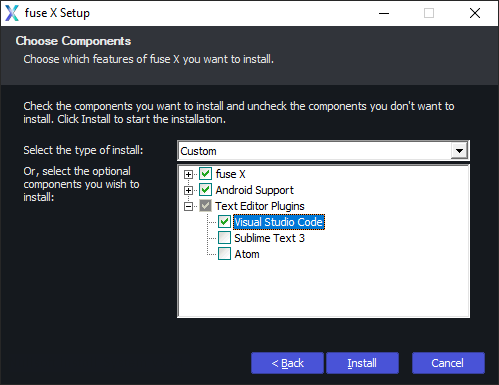 fuse X Setup
Choose Components
Choose which features of fuse X you want to install.
Check the components you want to install and uncheck the components you don't want to
install. Click Install to start the installation.
Select the type of install:
Custom
Or, select the optional
components you wish to
install:
fuse X
Android Support
Text Editor Plugins
Visual Studio Code
Sublime Text 3
Atom
< Back
Install
Cancel